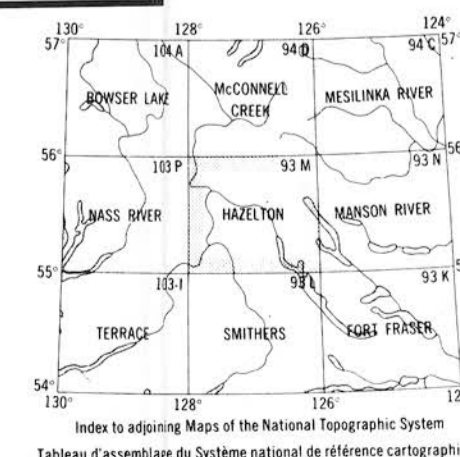 130° 128° 126° 124°
57° 104 A 94 D 94 C 57°
BOWSER LAKE McCONNELL CREEK MESILINKA RIVER
56° 103 P 93 M 93 N 56
NASS RIVER HAZELTON MANSON RIVER
55° 103-I 93 L 93 K 5
TERRACE SMITHERS FORT FRASER
54°
130° 128° 126° 12
Index to adjoining Maps of the National Topographic System
Tableau d'assemblage du Système national de référence cartographi